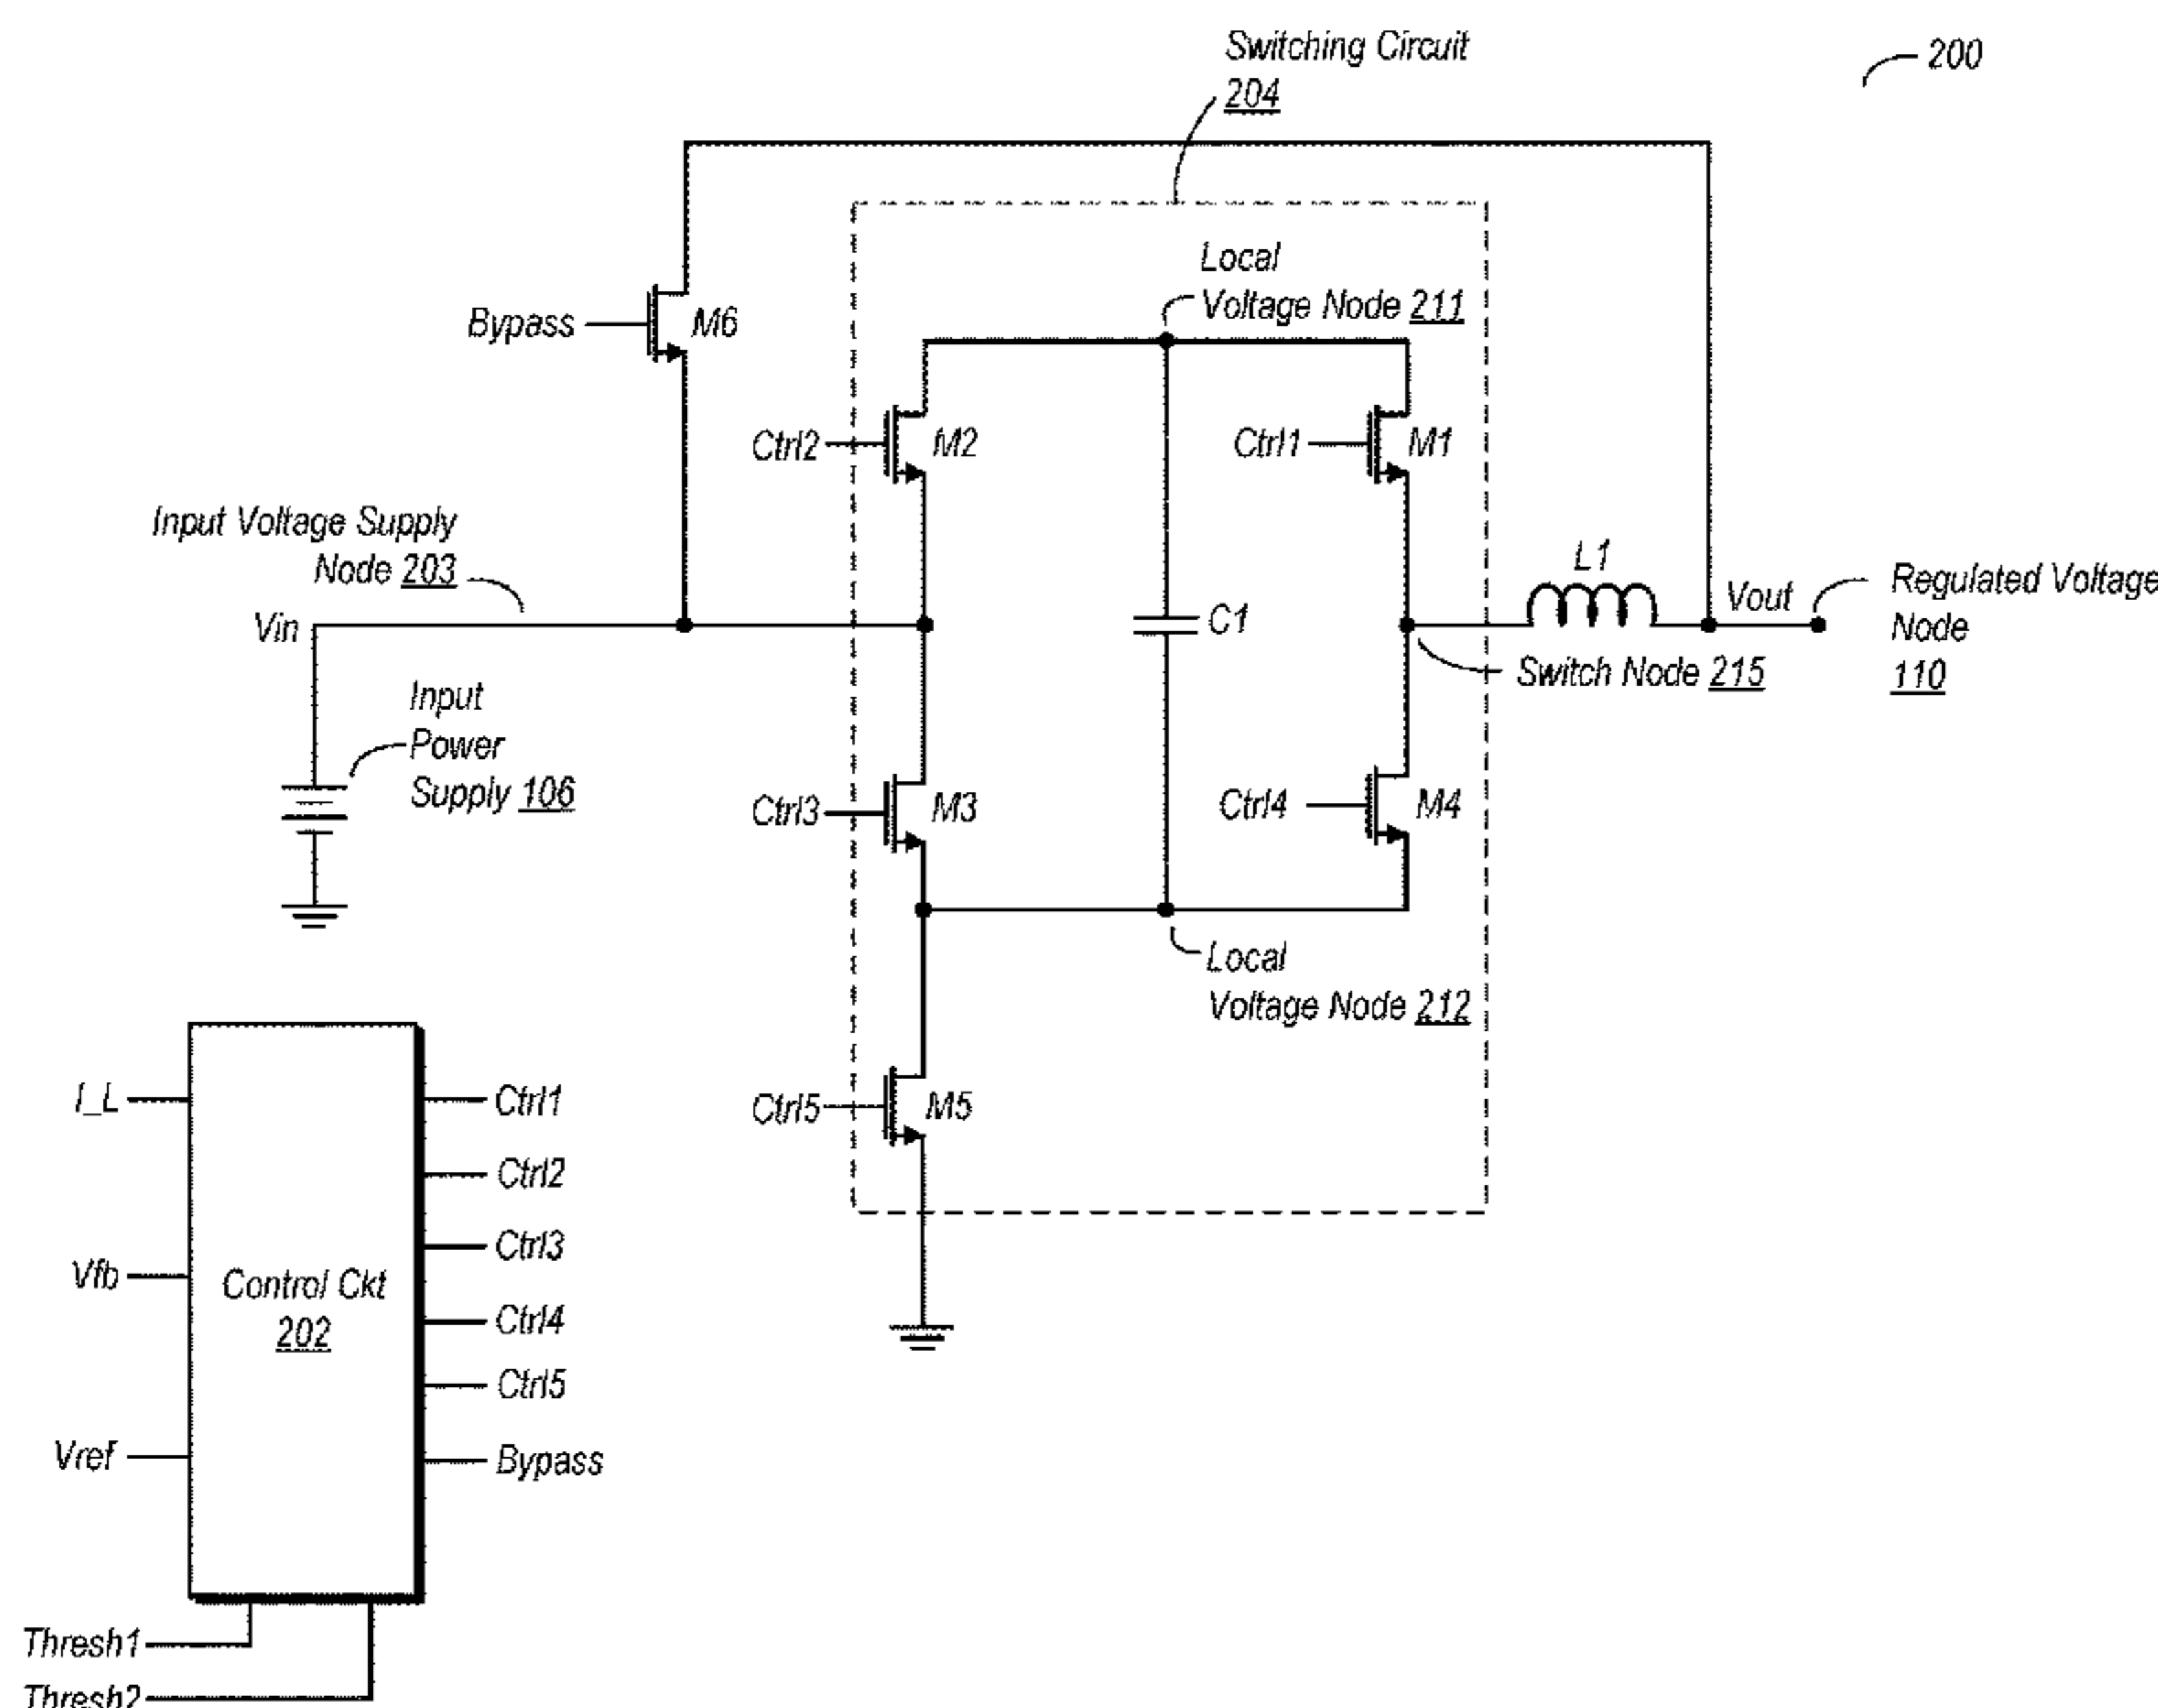 Switching Circuit
204
200
Local
Voltage Node 211
Bypass
M6
Ctrl2
M2
Ctrl1
M1
Input Voltage Supply
Node 203
Vin
C1
L1
Vout
Regulated Voltage
Node
110
Switch Node 215
Input
Power
Supply 106
Ctrl3
M3
Ctrl4
M4
Local
Voltage Node 212
Ctrl5
M5
I_L
Vfb
Vref
Control Ckt
202
Ctrl1
Ctrl2
Ctrl3
Ctrl4
Ctrl5
Bypass
Thresh1
Thresh2